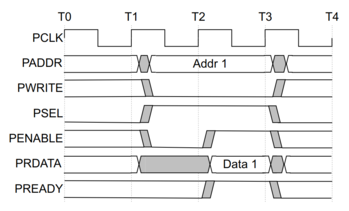 T0 T1 T2 T3 T4
PCLK
PADDR Addr 1
PWRITE
PSEL
PENABLE
PRDATA Data 1
PREADY